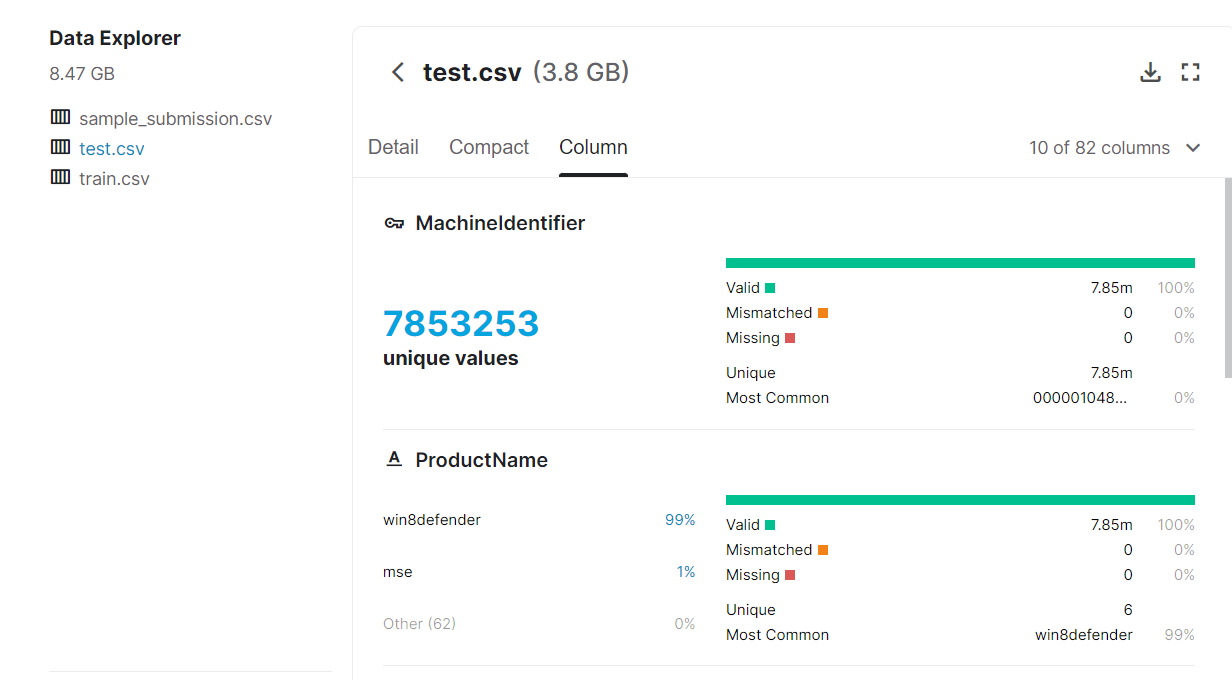 Data Explorer
8.47 GB
sample_submission.csv
test.csv
train.csv
test.csv (3.8 GB)
Detail Compact Column 10 of 82 columns
MachineIdentifier
7853253
unique values
Valid 7.85m 100%
Mismatched 0 0%
Missing 0 0%
Unique 7.85m
Most Common 000001048... 0%
A ProductName
win8defender 99%
mse 1%
Other (62) 0%
Valid 7.85m 100%
Mismatched 0 0%
Missing 0 0%
Unique 6
Most Common win8defender 99%